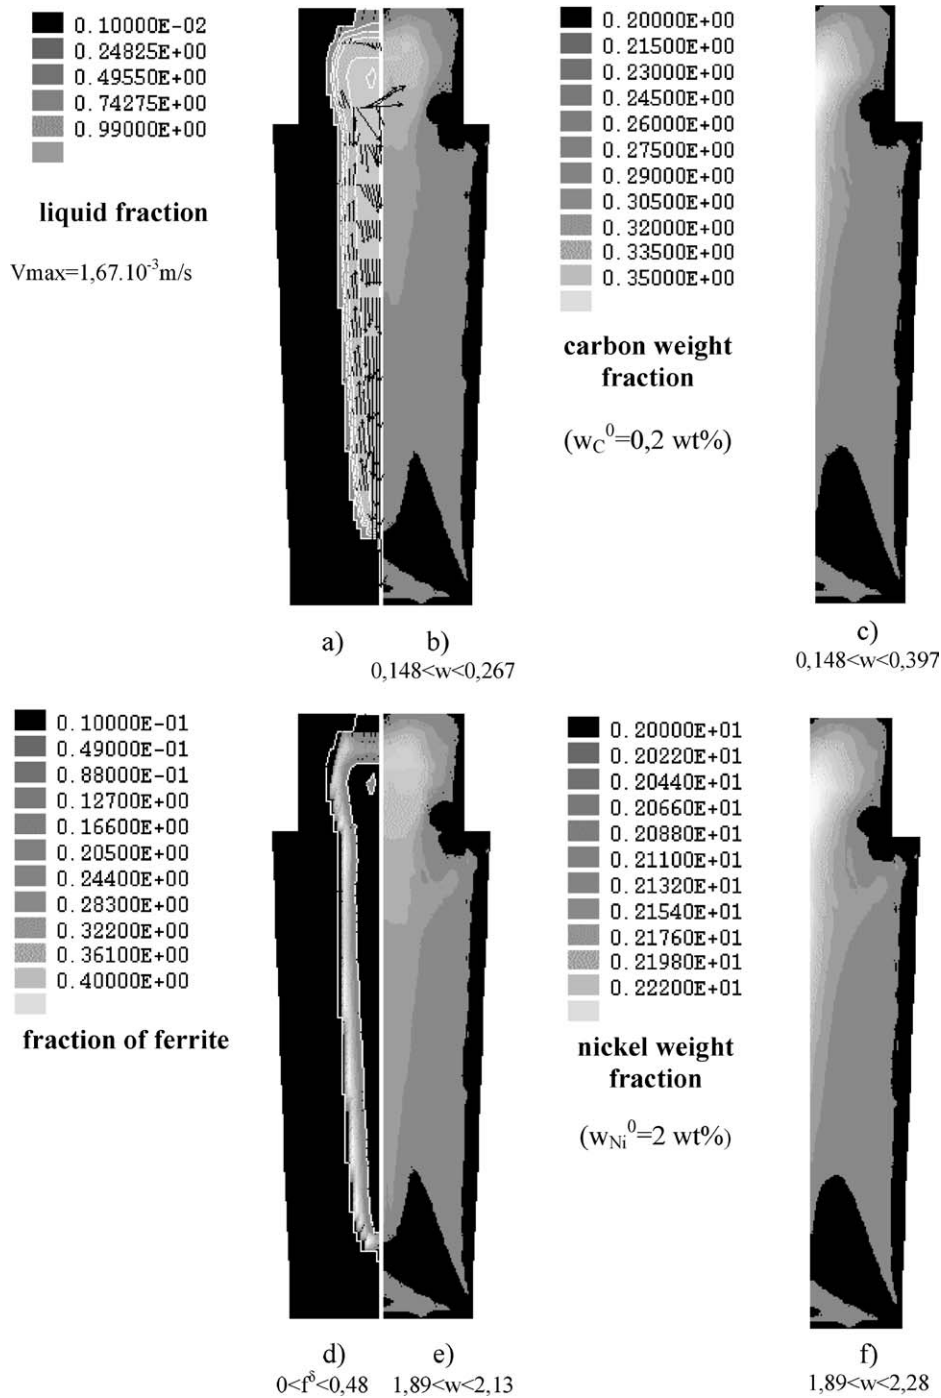 0.10000E-02
0.24825E+00
0.49550E+00
0.74275E+00
0.99000E+00
liquid fraction
Vmax=1,67.10⁻³m/s
0.20000E+00
0.21500E+00
0.23000E+00
0.24500E+00
0.26000E+00
0.27500E+00
0.29000E+00
0.30500E+00
0.32000E+00
0.33500E+00
0.35000E+00
carbon weight
fraction
(w_C⁰=0,2 wt%)
a)
b)
0,148<w<0,267
c)
0,148<w<0,397
0.10000E-01
0.49000E-01
0.88000E-01
0.12700E+00
0.16600E+00
0.20500E+00
0.24400E+00
0.28300E+00
0.32200E+00
0.36100E+00
0.40000E+00
fraction of ferrite
0.20000E+01
0.20220E+01
0.20440E+01
0.20660E+01
0.20880E+01
0.21100E+01
0.21320E+01
0.21540E+01
0.21760E+01
0.21980E+01
0.22200E+01
nickel weight
fraction
(w_Ni⁰=2 wt%)
d)
0<f^δ<0,48
e)
1,89<w<2,13
f)
1,89<w<2,28